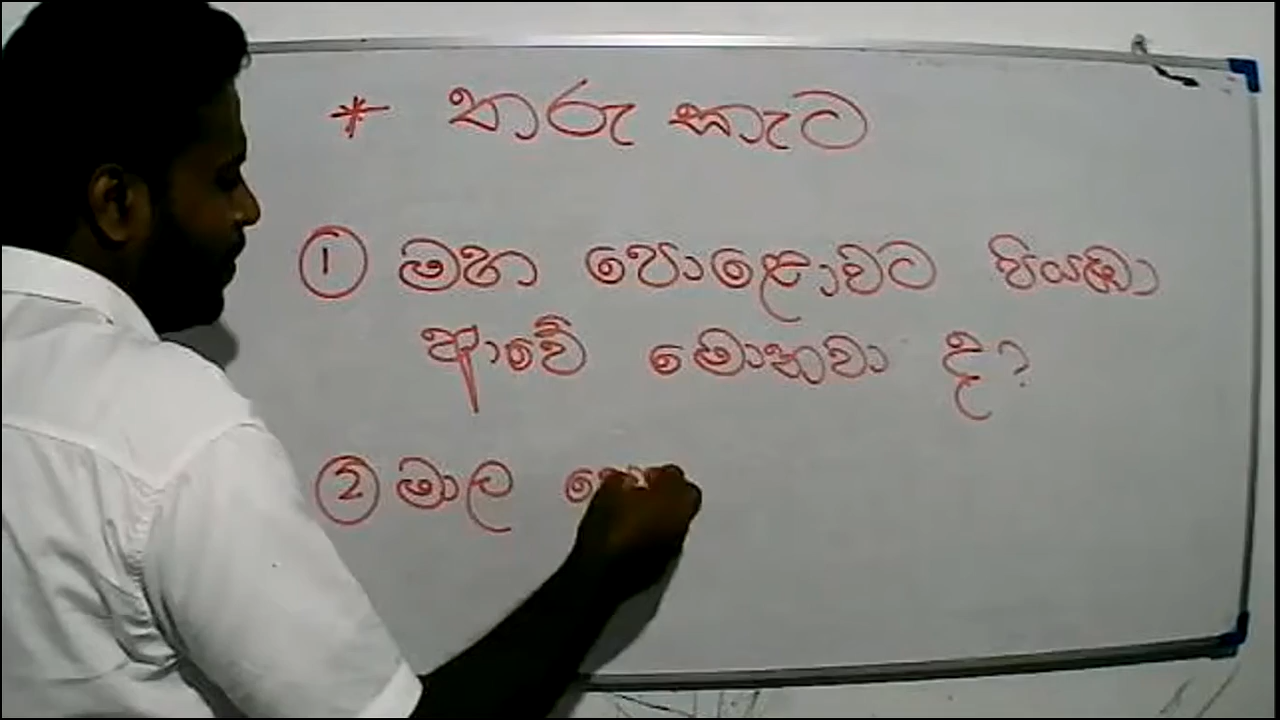 * තරු කැට
① මහ පොළොවට පියඹා
ආවේ මොනවා ද?
② මාල